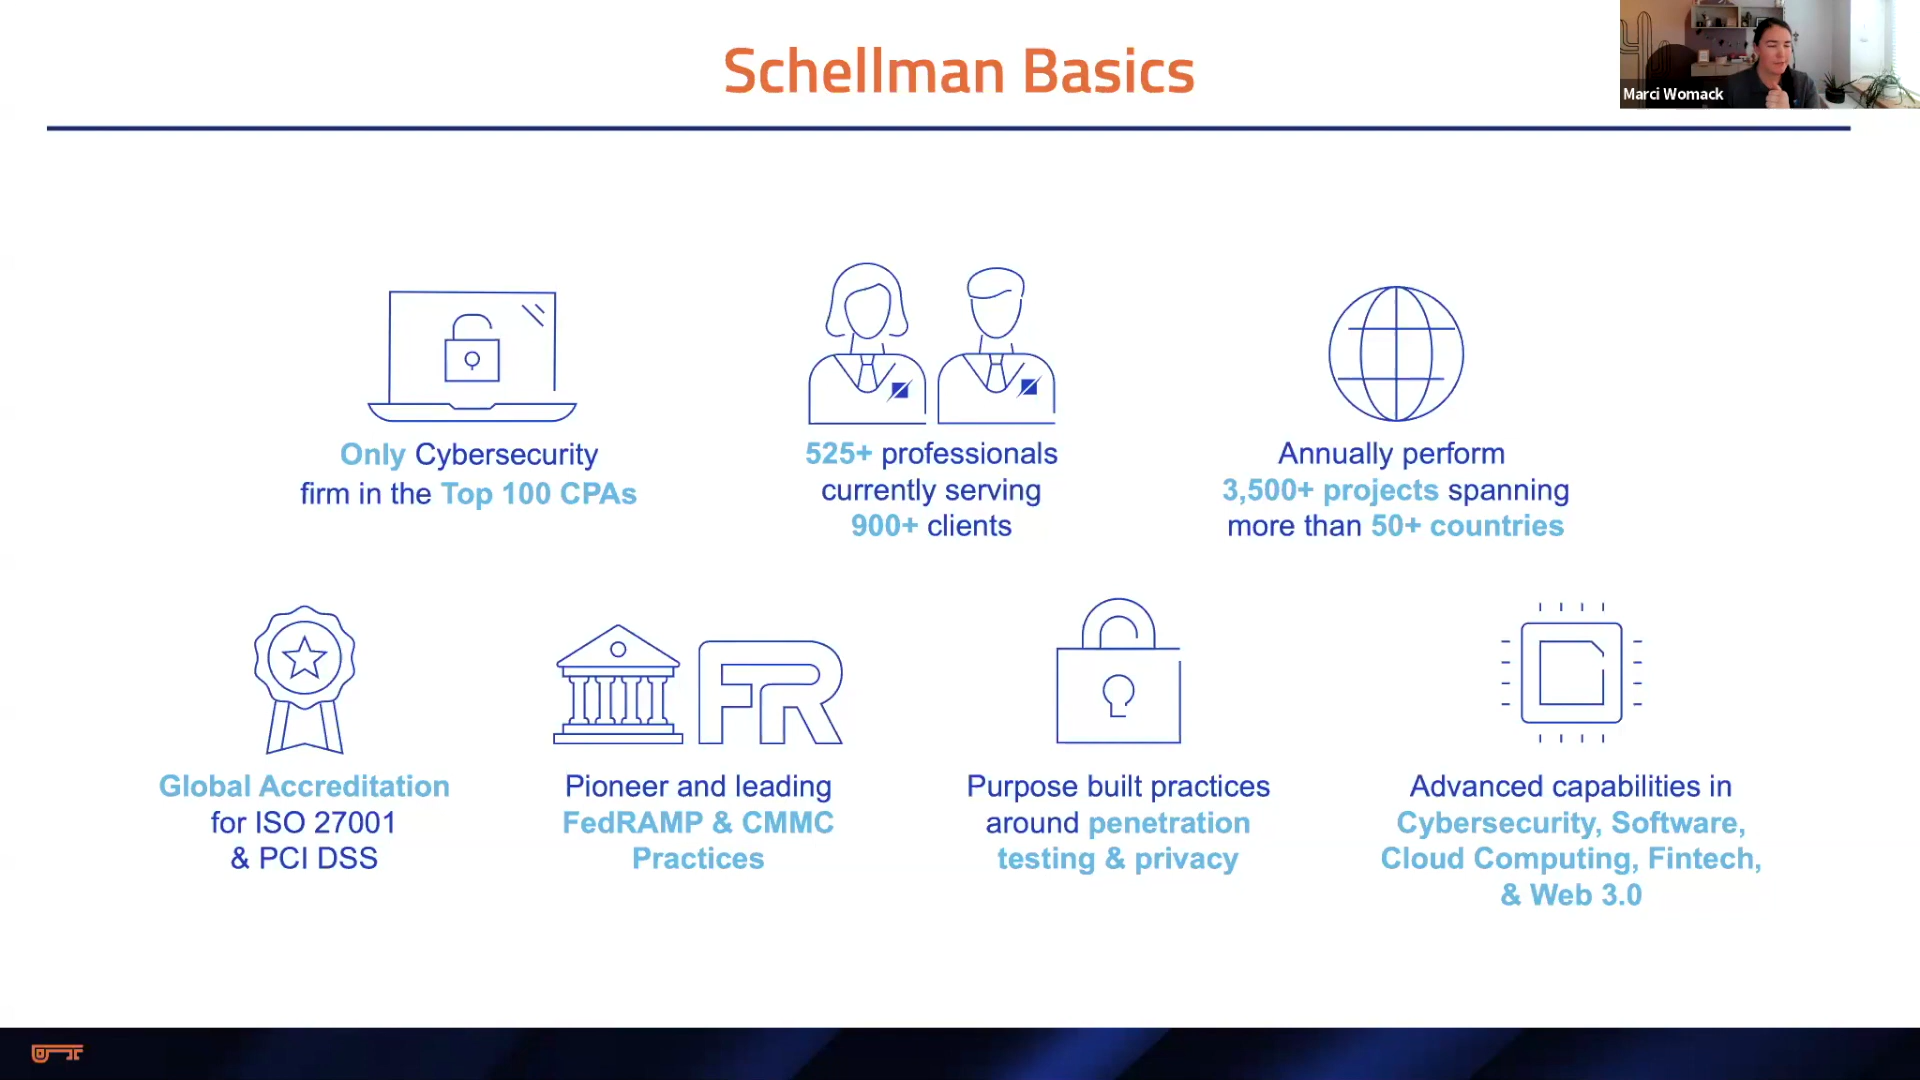 Schellman Basics
Marci Womack
Only Cybersecurity
firm in the Top 100 CPAs
525+ professionals
currently serving
900+ clients
Annually perform
3,500+ projects spanning
more than 50+ countries
FR
Global Accreditation
for ISO 27001
& PCI DSS
Pioneer and leading
FedRAMP & CMMC
Practices
Purpose built practices
around penetration
testing & privacy
Advanced capabilities in
Cybersecurity, Software,
Cloud Computing, Fintech,
& Web 3.0